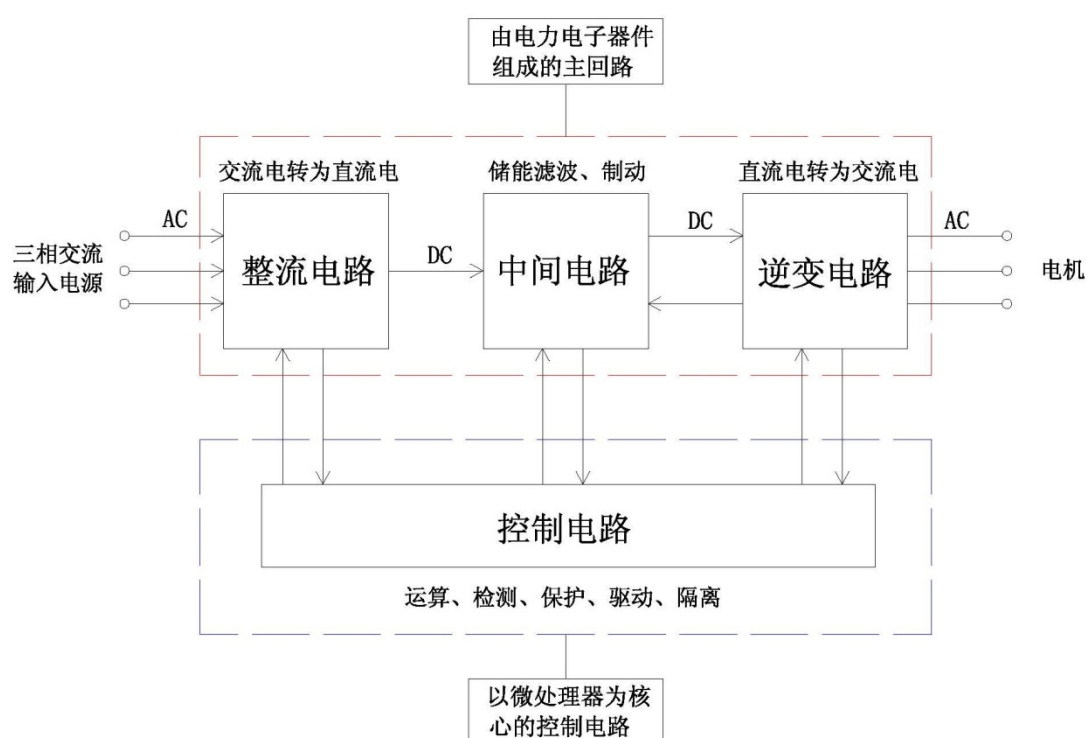 由电力电子器件
组成的主回路
交流电转为直流电
储能滤波、制动
直流电转为交流电
AC
三相交流
输入电源
整流电路
DC
中间电路
DC
逆变电路
AC
电机
控制电路
运算、检测、保护、驱动、隔离
以微处理器为核
心的控制电路